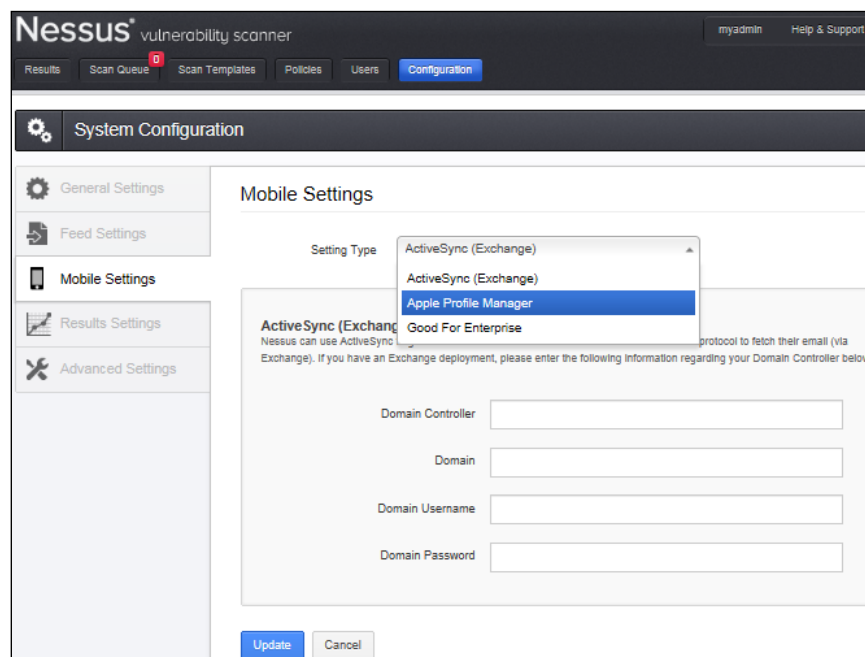 Nessus® vulnerability scanner
myadmin Help & Support
Results Scan Queue 0 Scan Templates Policies Users Configuration
System Configuration
General Settings
Feed Settings
Mobile Settings
Results Settings
Advanced Settings
Mobile Settings
Setting Type ActiveSync (Exchange)
ActiveSync (Exchange)
Apple Profile Manager
Good For Enterprise
ActiveSync (Exchang
Nessus can use ActiveSync protocol to fetch their email (via
Exchange). If you have an Exchange deployment, please enter the following information regarding your Domain Controller below
Domain Controller
Domain
Domain Username
Domain Password
Update Cancel